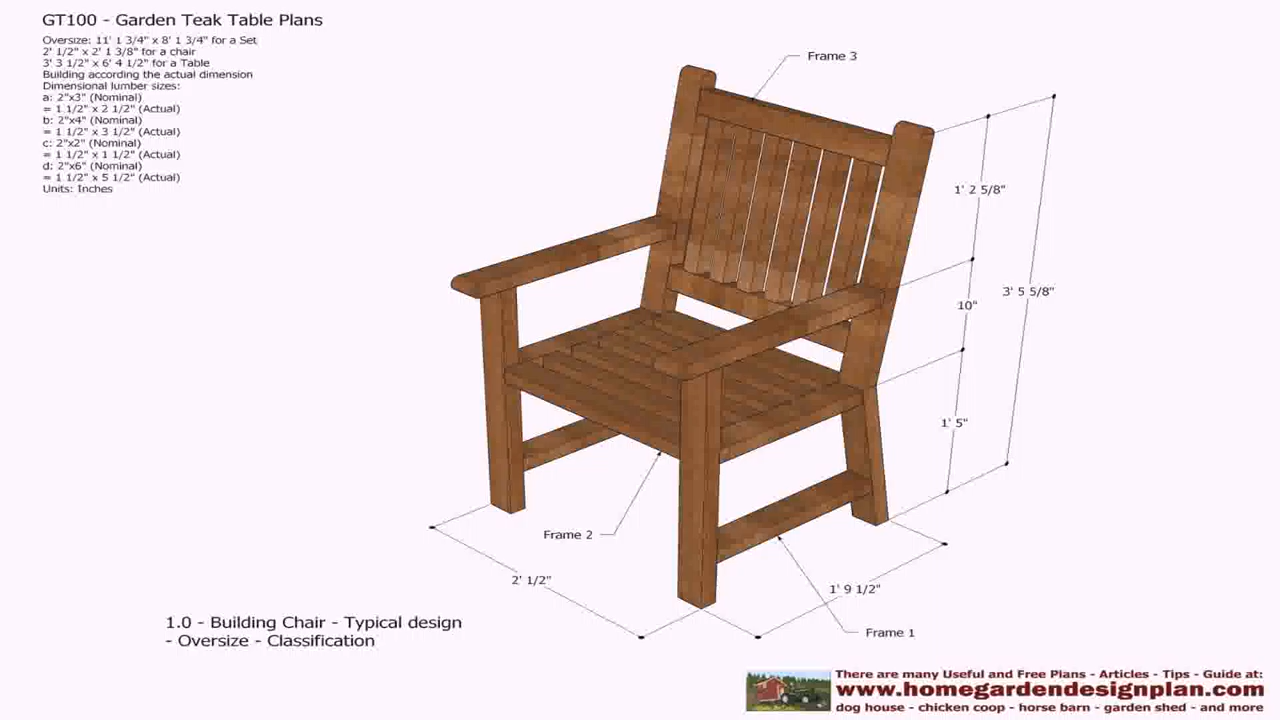 GT100 - Garden Teak Table Plans
Oversize: 11' 1 3/4" x 8' 1 3/4" for a Set
2' 1/2" x 2' 1 3/8" for a chair
3' 3 1/2" x 6' 4 1/2" for a Table
Building according the actual dimension
Dimensional lumber sizes:
a: 2"x3" (Nominal)
= 1 1/2" x 2 1/2" (Actual)
b: 2"x4" (Nominal)
= 1 1/2" x 3 1/2" (Actual)
c: 2"x2" (Nominal)
= 1 1/2" x 1 1/2" (Actual)
d: 2"x6" (Nominal)
= 1 1/2" x 5 1/2" (Actual)
Units: Inches
Frame 3
1' 2 5/8"
3' 5 5/8"
10"
1' 5"
Frame 2
2' 1/2"
1' 9 1/2"
Frame 1
1.0 - Building Chair - Typical design
- Oversize - Classification
There are many Useful and Free Plans - Articles - Tips - Guide at:
www.homegardendesignplan.com
dog house - chicken coop - horse barn - garden shed - and more